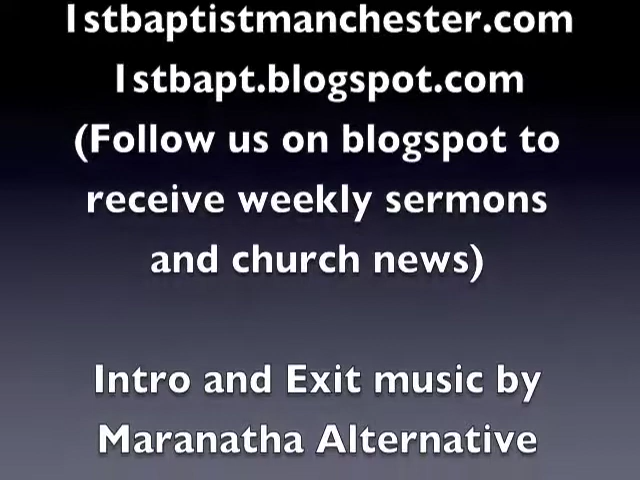 1stbaptistmanchester.com
1stbapt.blogspot.com
(Follow us on blogspot to
receive weekly sermons
and church news)
Intro and Exit music by
Maranatha Alternative